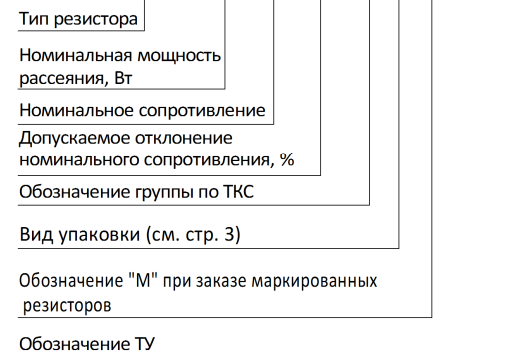 Тип резистора
Номинальная мощность
рассеяния, Вт
Номинальное сопротивление
Допускаемое отклонение
номинального сопротивления, %
Обозначение группы по ТКС
Вид упаковки (см. стр. 3)
Обозначение "М" при заказе маркированных
резисторов
Обозначение ТУ